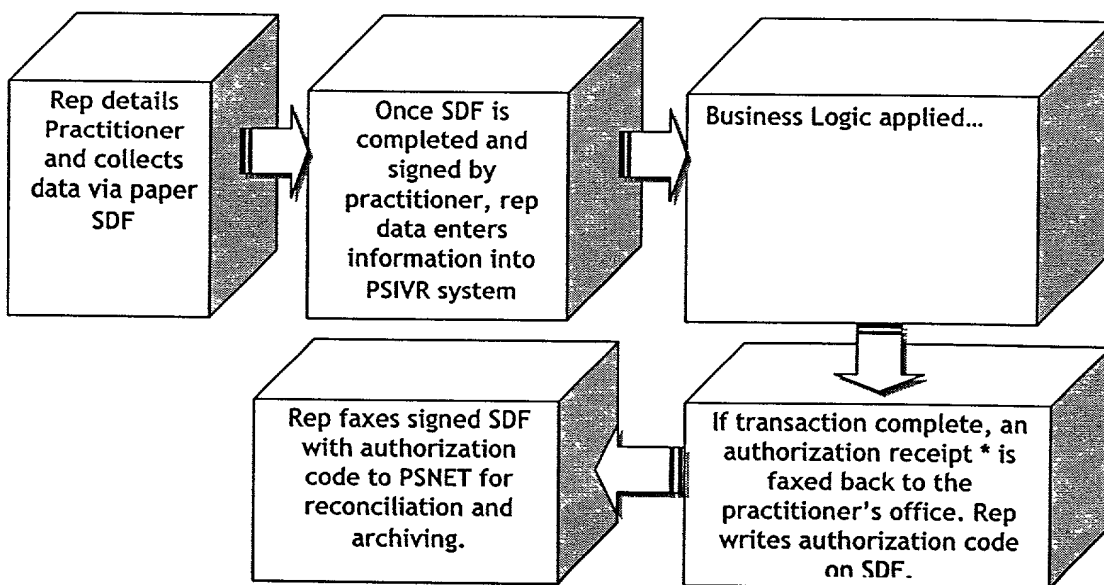 Rep details
Practitioner
and collects
data via paper
SDF
Once SDF is
completed and
signed by
practitioner, rep
data enters
information into
PSIVR system
Business Logic applied...
If transaction complete, an
authorization receipt * is
faxed back to the
practitioner's office. Rep
writes authorization code
on SDF.
Rep faxes signed SDF
with authorization
code to PSNET for
reconciliation and
archiving.